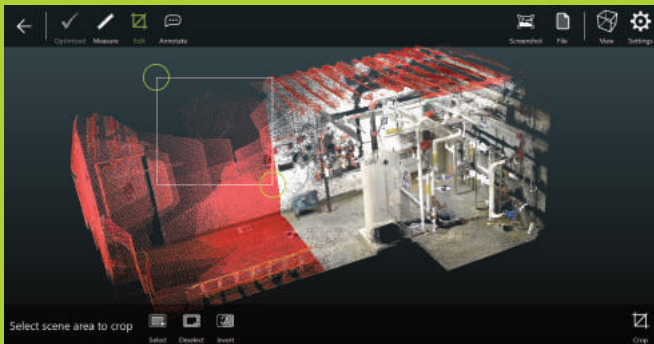 Optimized Measure Edit Annotate Screenshot File View Settings
Select scene area to crop
Select Deselect Invert Crop